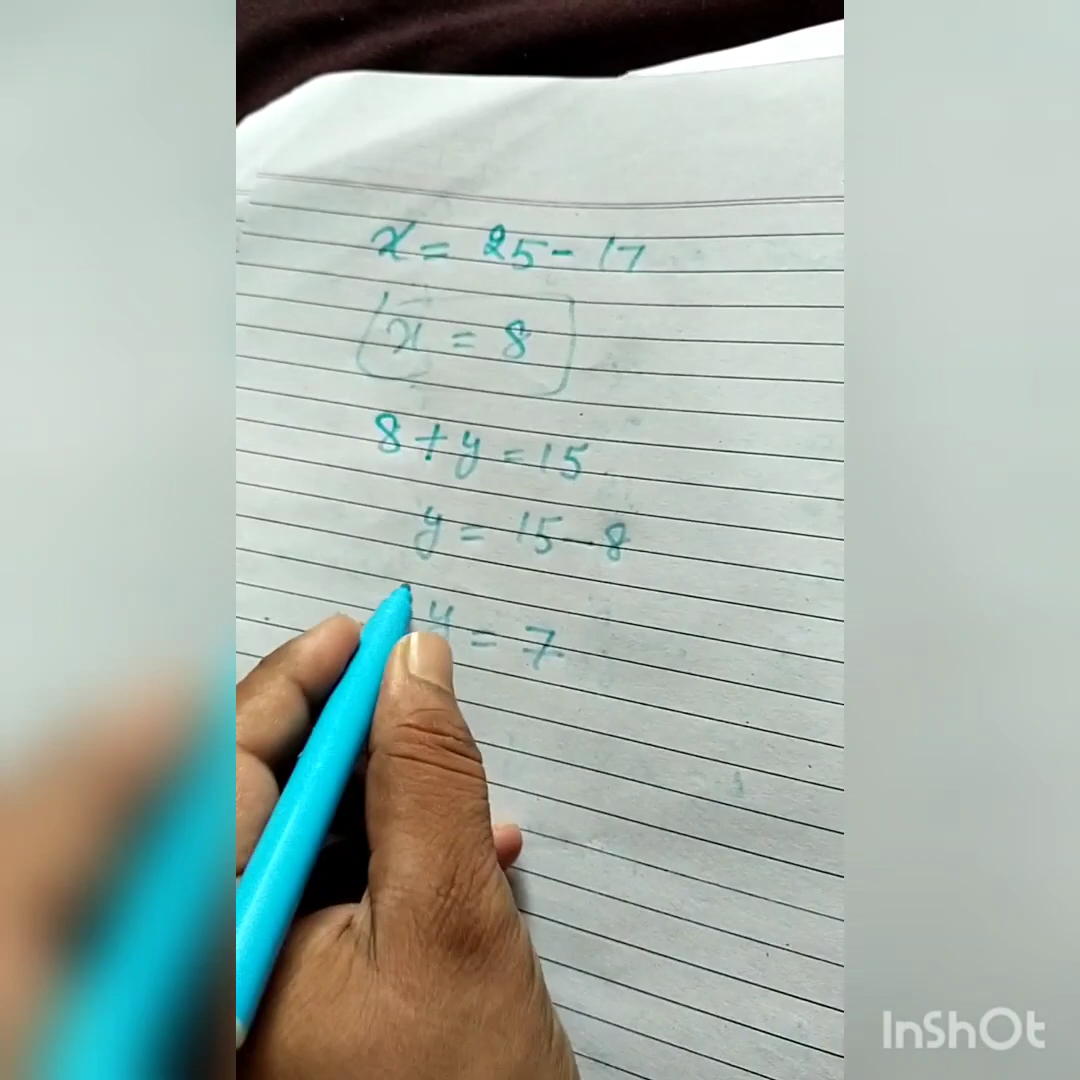 x = 25 - 17
x = 8
8 + y = 15
y = 15 - 8
y = 7
InShOt